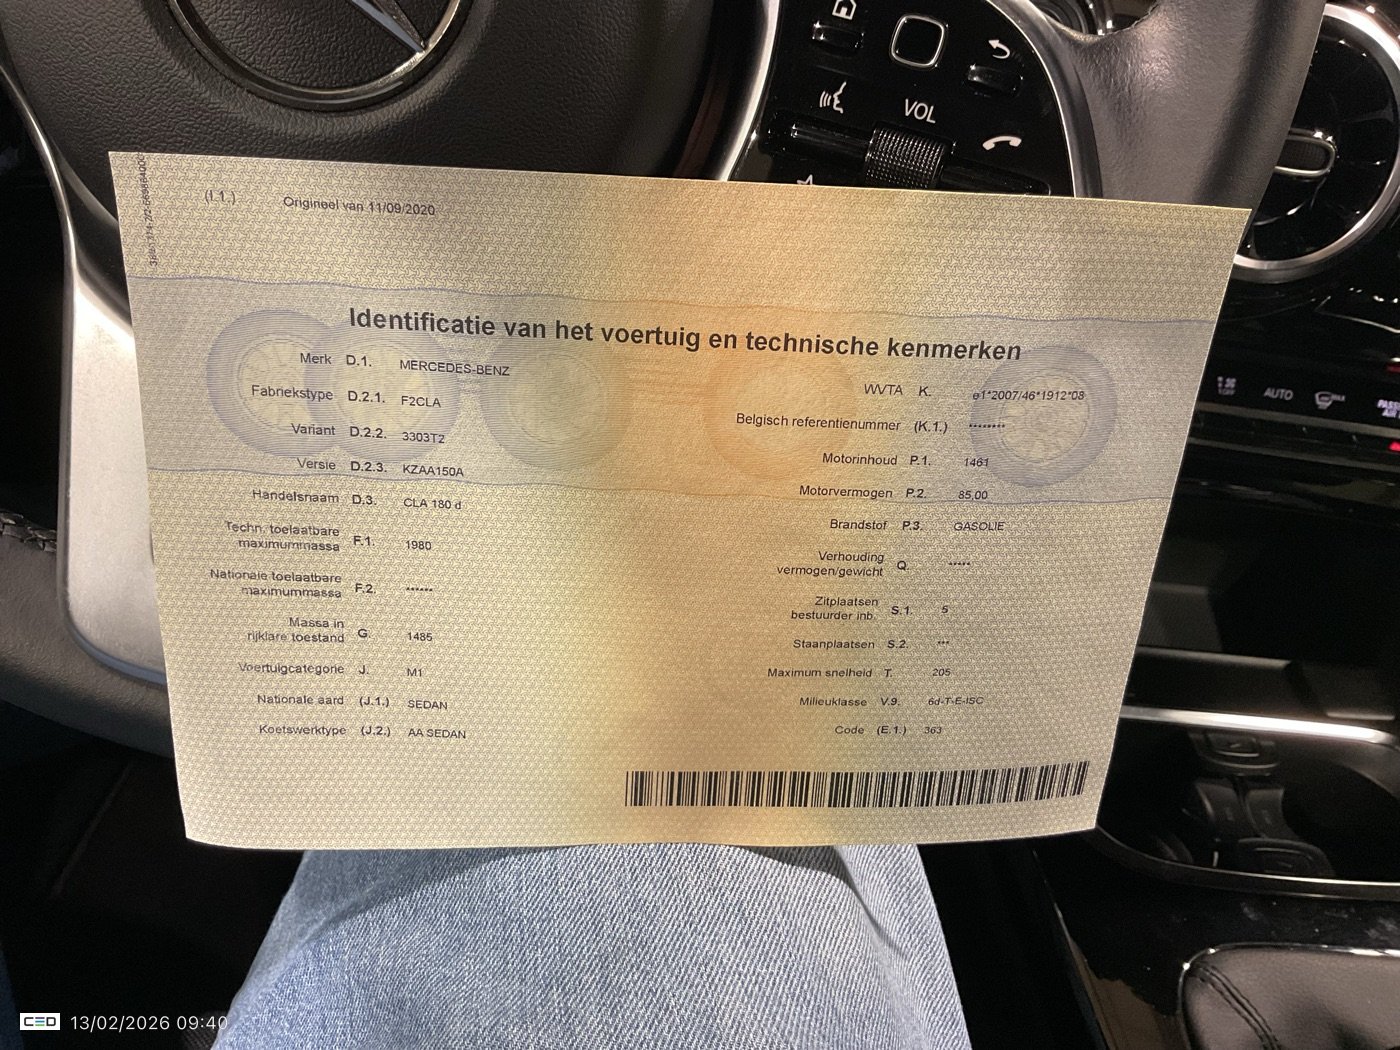 VOL
(I.1.) Origineel van 11/09/2020
Identificatie van het voertuig en technische kenmerken
Merk D.1. MERCEDES-BENZ
Fabriekstype D.2.1. F2CLA
Variant D.2.2. 3303T2
Versie D.2.3. KZAA150A
Handelsnaam D.3. CLA 180 d
Techn. toelaatbare
maximummassa F.1. 1980
Nationale toelaatbare
maximummassa F.2. ******
Massa in
rijklare toestand G. 1485
Voertuigcategorie J. M1
Nationale aard (J.1.) SEDAN
Koetswerktype (J.2.) AA SEDAN
WVTA K. e1*2007/46*1912*08
Belgisch referentienummer (K.1.) ********
Motorinhoud P.1. 1461
Motorvermogen P.2. 85,00
Brandstof P.3. GASOLIE
Verhouding
vermogen/gewicht Q. *****
Zitplaatsen
bestuurder inb. S.1. 5
Staanplaatsen S.2. ***
Maximum snelheid T. 205
Milieuklasse V.9. 6d-T-E-ISC
Code (E.1.) 363
AUTO
CED 13/02/2026 09:40